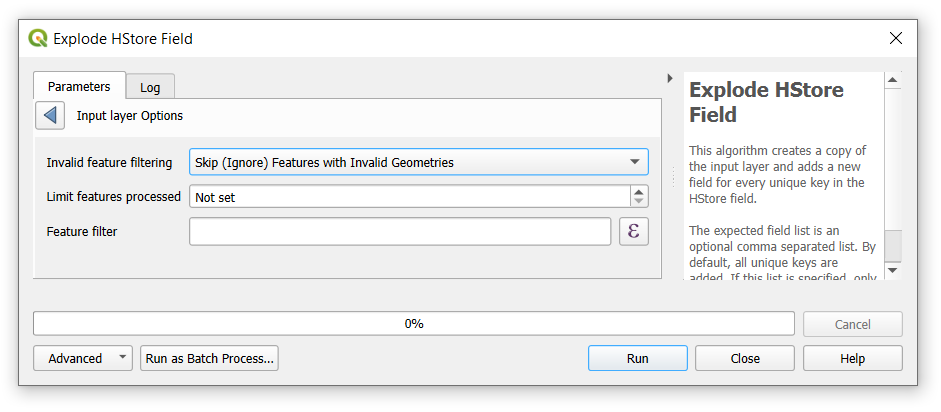 Explode HStore Field
Parameters
Log
Input layer Options
Invalid feature filtering
Skip (Ignore) Features with Invalid Geometries
Limit features processed
Not set
Feature filter
ε
Explode HStore
Field
This algorithm creates a copy of
the input layer and adds a new
field for every unique key in the
HStore field.
The expected field list is an
optional comma separated list. By
default, all unique keys are
added. If this list is specified, only
0%
Cancel
Advanced
Run as Batch Process...
Run
Close
Help